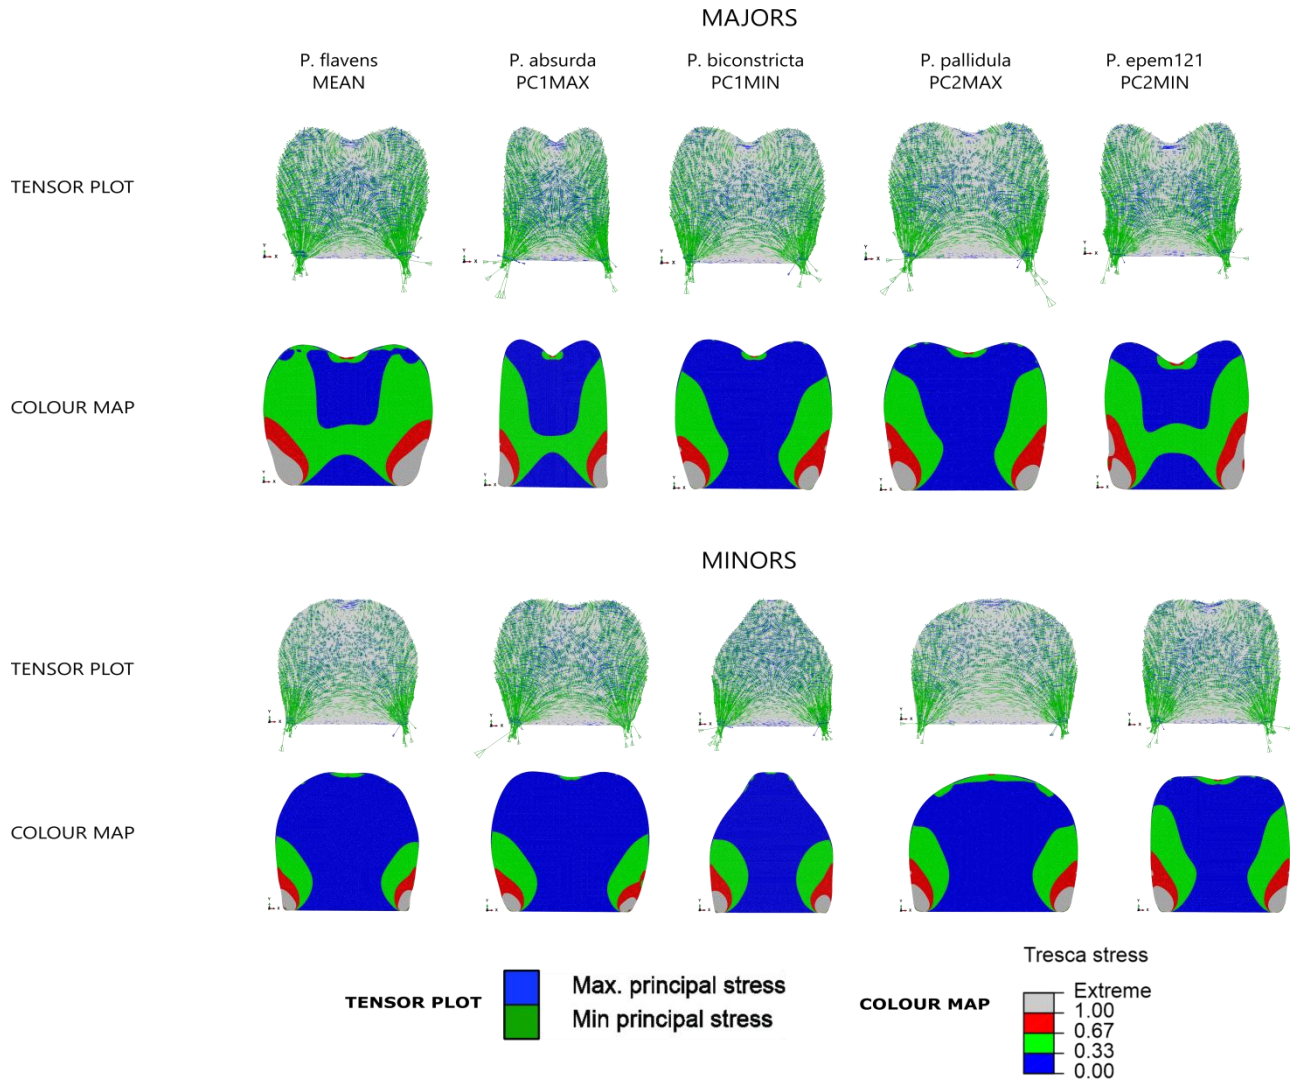 MAJORS
P. flavens
MEAN
P. absurda
PC1MAX
P. biconstricta
PC1MIN
P. pallidula
PC2MAX
P. epem121
PC2MIN
TENSOR PLOT
COLOUR MAP
MINORS
TENSOR PLOT
COLOUR MAP
TENSOR PLOT
Max. principal stress
Min principal stress
COLOUR MAP
Tresca stress
Extreme
1.00
0.67
0.33
0.00